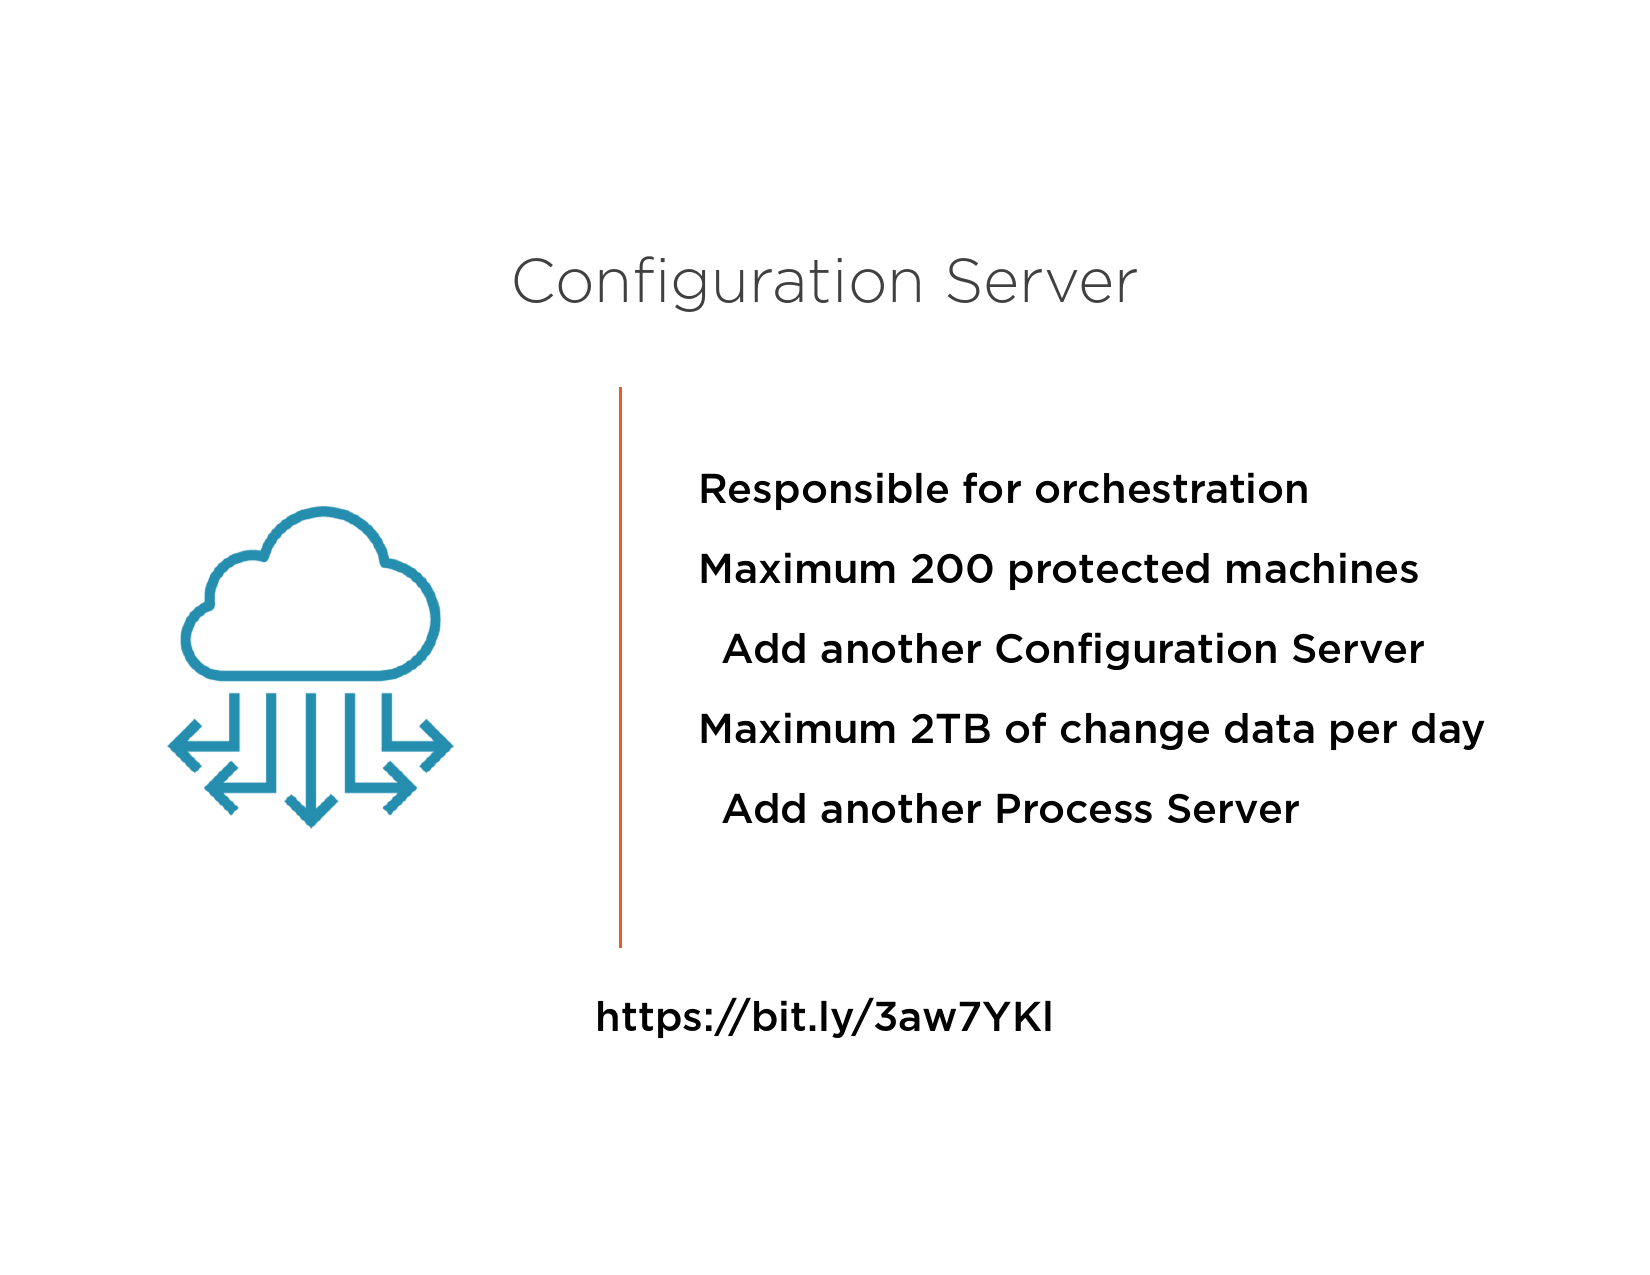 Configuration Server
Responsible for orchestration
Maximum 200 protected machines
Add another Configuration Server
Maximum 2TB of change data per day
Add another Process Server
https://bit.ly/3aw7YKl